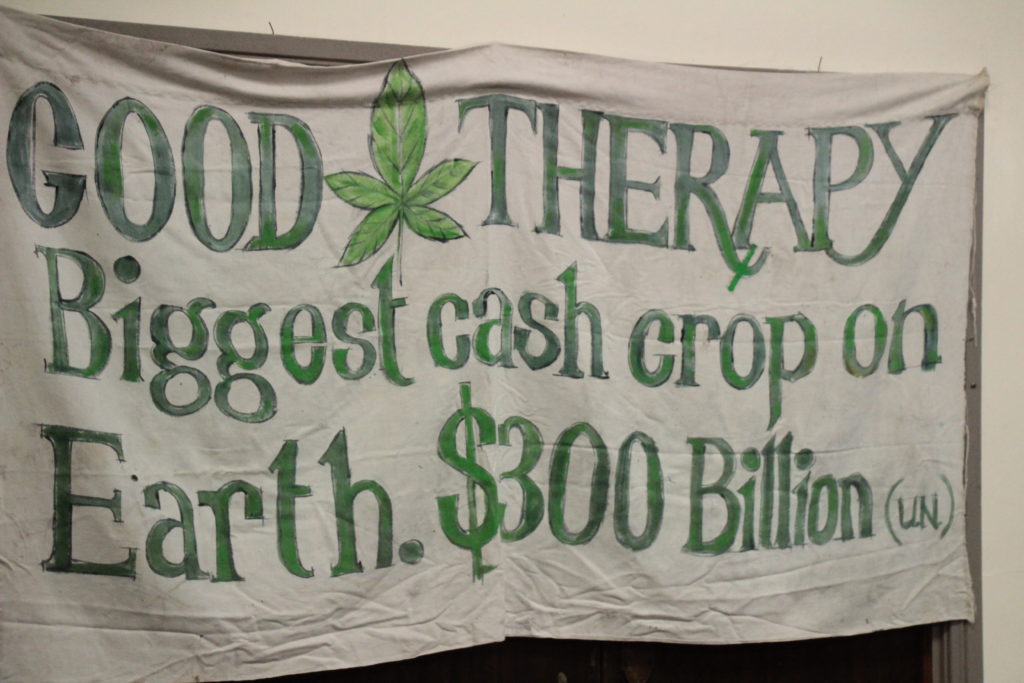 GOOD THERAPY
Biggest cash crop on
Earth. $300 Billion (U.N.)